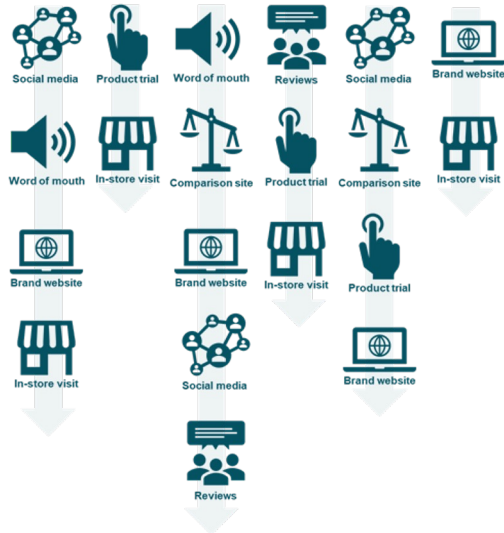 Social media
Product trial
Word of mouth
Reviews
Social media
Brand website
Word of mouth
In-store visit
Comparison site
Product trial
Comparison site
In-store visit
Brand website
Brand website
In-store visit
Product trial
In-store visit
Social media
Brand website
Reviews